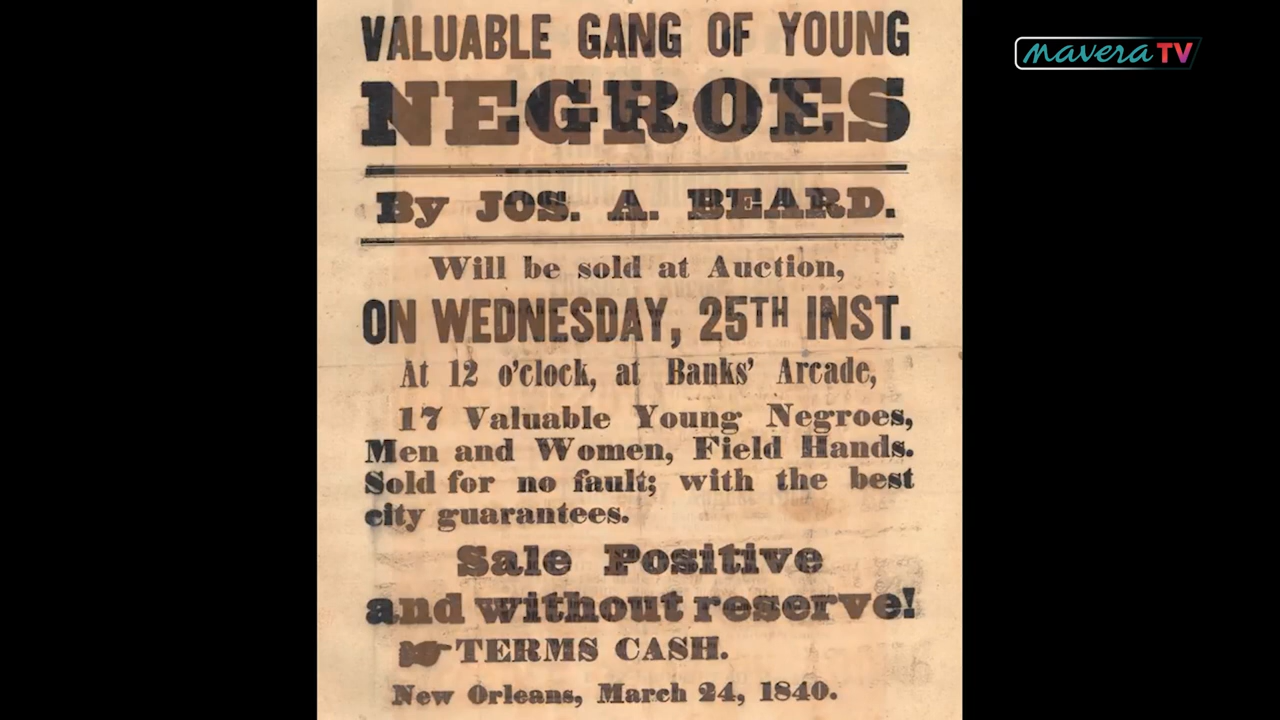 mavera TV
VALUABLE GANG OF YOUNG
NEGROES
By JOS. A. BEARD.
Will be sold at Auction,
ON WEDNESDAY, 25TH INST.
At 12 o'clock, at Banks' Arcade,
17 Valuable Young Negroes,
Men and Women, Field Hands.
Sold for no fault; with the best
city guarantees.
Sale Positive
and without reserve!
TERMS CASH.
New Orleans, March 24, 1840.